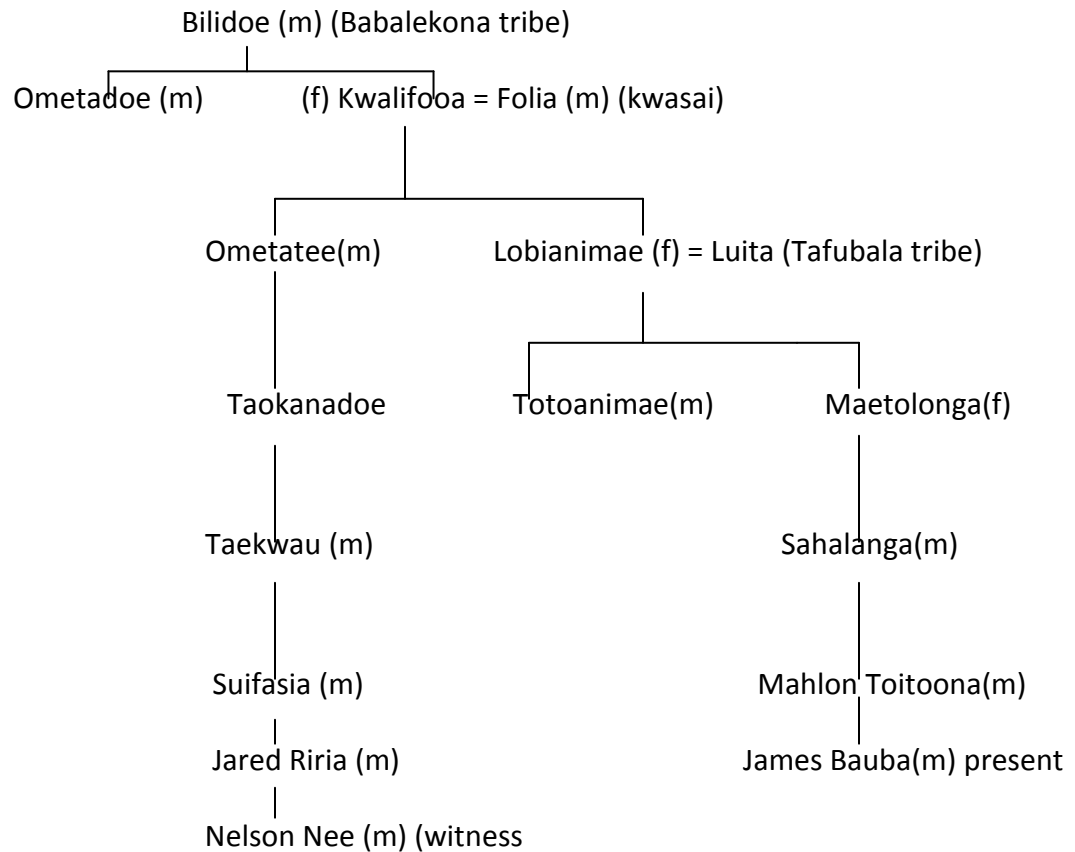 Bilidoe (m) (Babalekona tribe)
Ometadoe (m) (f) Kwalifooa = Folia (m) (kwasai)
Ometatee(m) Lobianimae (f) = Luita (Tafubala tribe)
Taokanadoe Totoanimae(m) Maetolonga(f)
Taekwau (m) Sahalanga(m)
Suifasia (m) Mahlon Toitoona(m)
Jared Riria (m) James Bauba(m) present
Nelson Nee (m) (witness